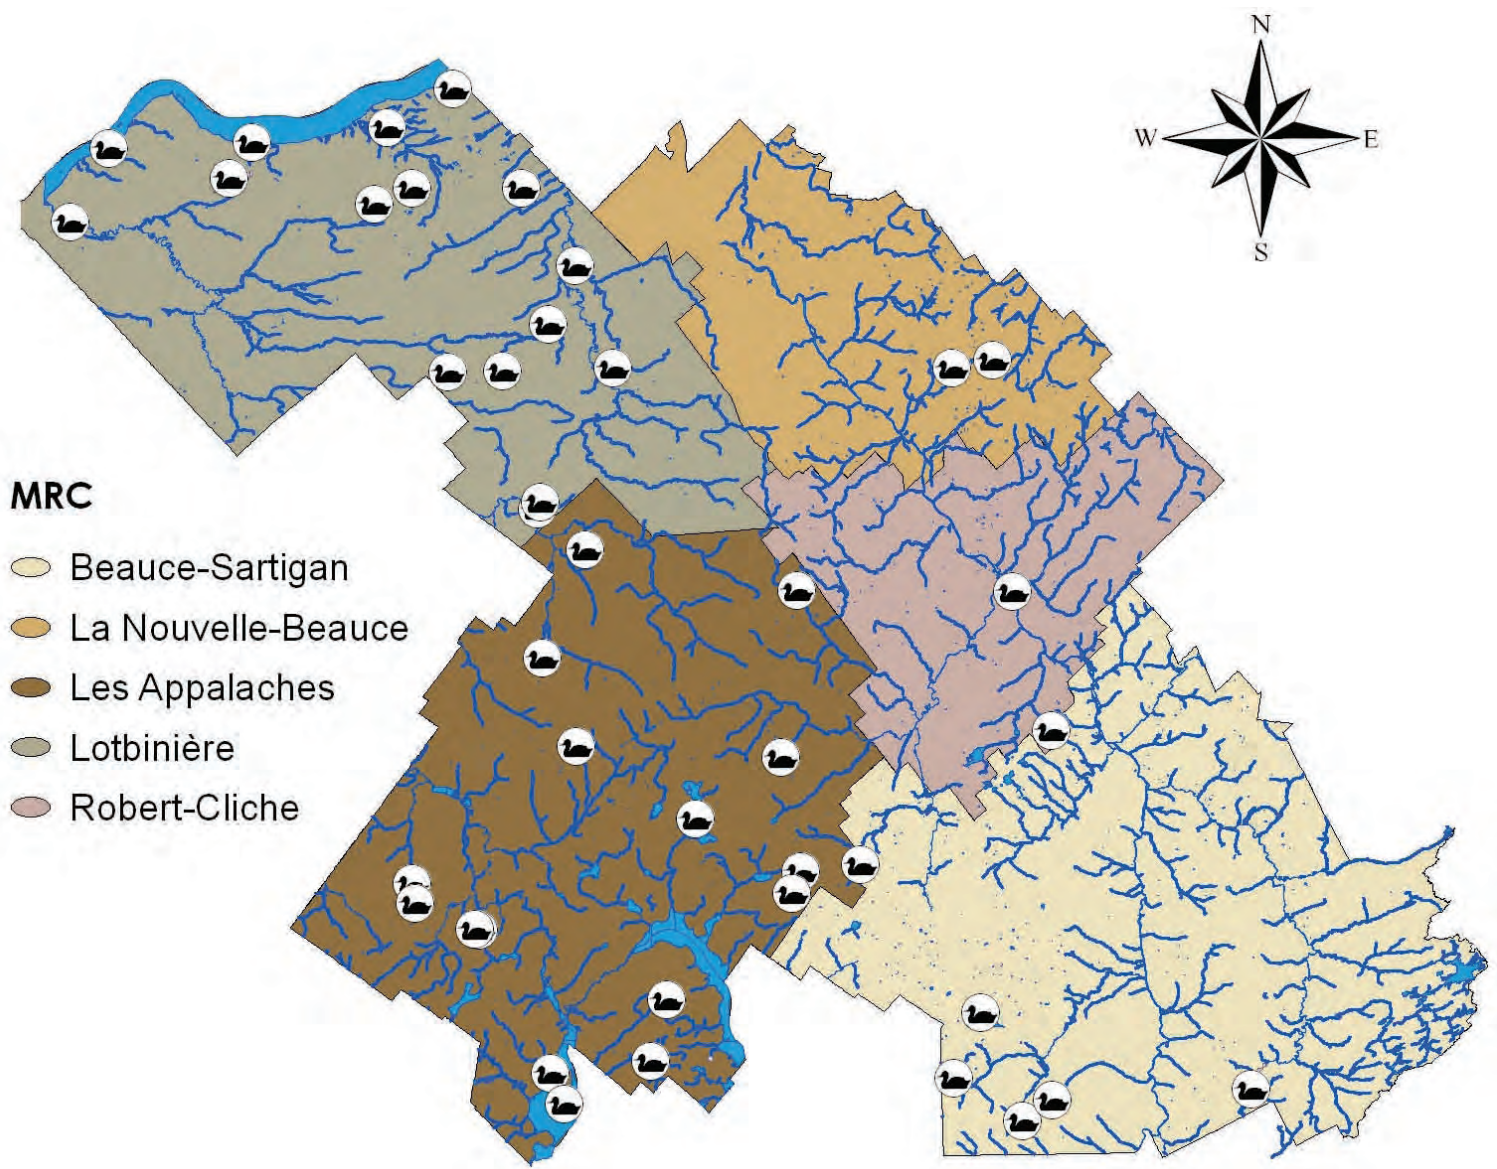 N
W E
S
MRC
Beauce-Sartigan
La Nouvelle-Beauce
Les Appalaches
Lotbinière
Robert-Cliche